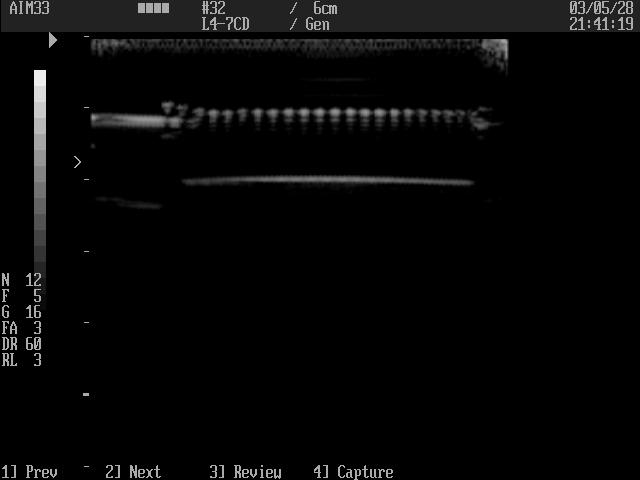 AIM33 #32 / 6cm 03/05/28
L4-7CD / Gen 21:41:19
N 12
F 5
G 16
FA 3
DR 60
RL 3
1] Prev 2] Next 3] Review 4] Capture